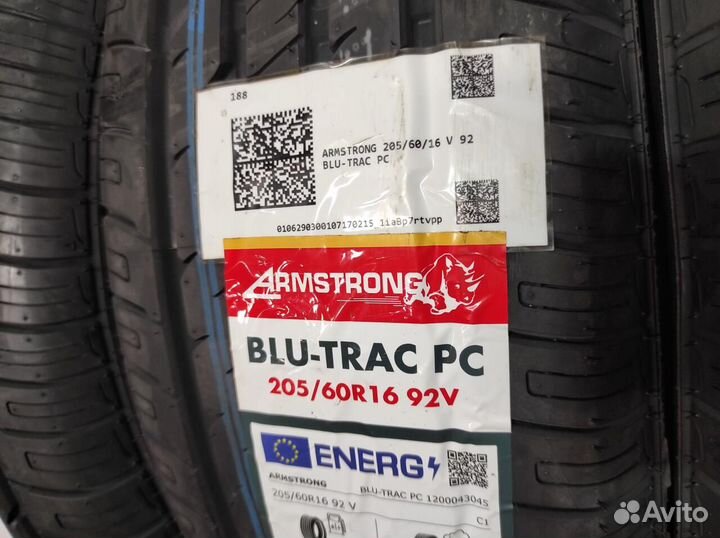 188
ARMSTRONG 205/60/16 V 92
BLU-TRAC PC
0106290300107170215_1iaBp7rtvpp
ARMSTRONG
BLU-TRAC PC
205/60R16 92V
ENERG
ARMSTRONG
BLU-TRAC PC 1200043045
205/60R16 92 V
C1
Avito